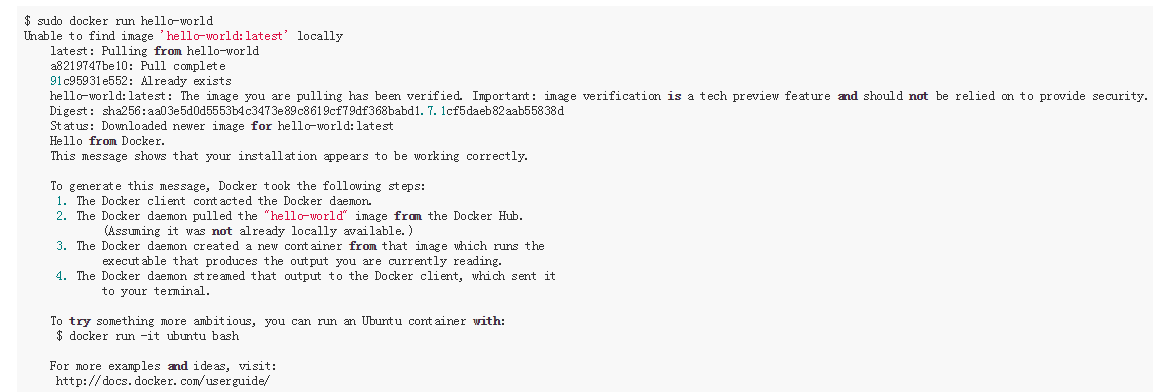 $ sudo docker run hello-world
Unable to find image 'hello-world:latest' locally
latest: Pulling from hello-world
a8219747be10: Pull complete
91c95931e552: Already exists
hello-world:latest: The image you are pulling has been verified. Important: image verification is a tech preview feature and should not be relied on to provide security.
Digest: sha256:aa03e5d0d5553b4c3473e89c8619cf79df368babd1.7.1cf5daeb82aab55838d
Status: Downloaded newer image for hello-world:latest
Hello from Docker.
This message shows that your installation appears to be working correctly.
To generate this message, Docker took the following steps:
1. The Docker client contacted the Docker daemon.
2. The Docker daemon pulled the "hello-world" image from the Docker Hub.
(Assuming it was not already locally available.)
3. The Docker daemon created a new container from that image which runs the
executable that produces the output you are currently reading.
4. The Docker daemon streamed that output to the Docker client, which sent it
to your terminal.
To try something more ambitious, you can run an Ubuntu container with:
$ docker run -it ubuntu bash
For more examples and ideas, visit:
http://docs.docker.com/userguide/